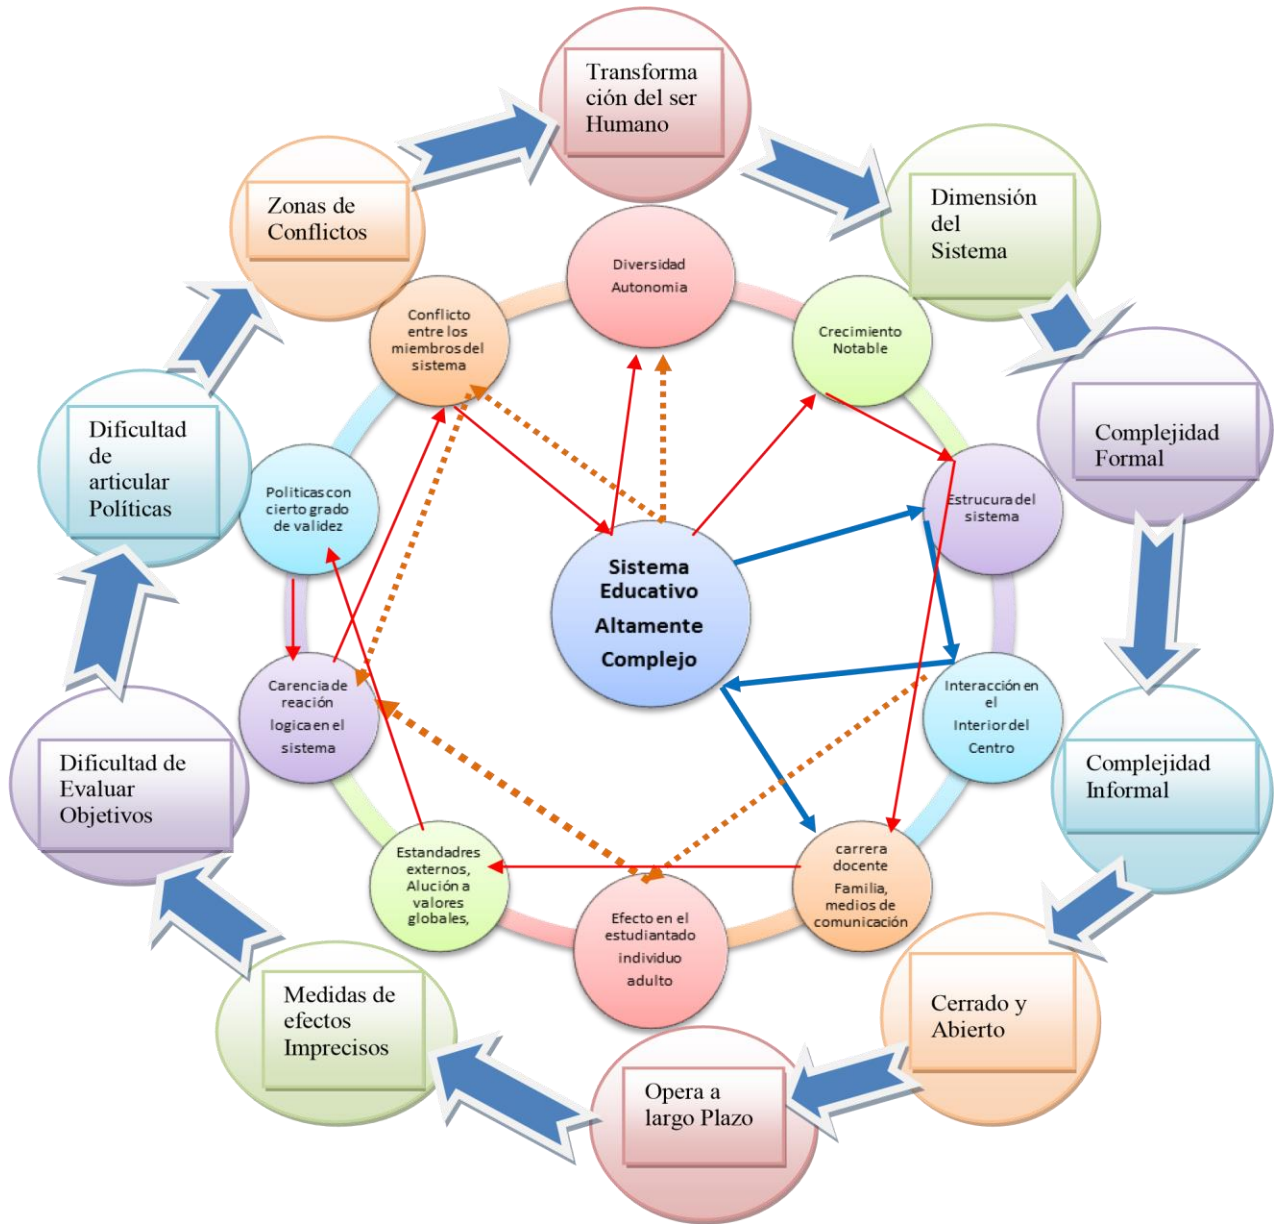 Transforma
ción del ser
Humano
Dimensión
del
Sistema
Complejidad
Formal
Complejidad
Informal
Cerrado y
Abierto
Opera a
largo Plazo
Medidas de
efectos
Imprecisos
Dificultad de
Evaluar
Objetivos
Dificultad
de
articular
Políticas
Zonas de
Conflictos
Diversidad
Autonomia
Crecimiento
Notable
Estrucura del
sistema
Interacción en
el
Interior del
Centro
carrera
docente
Familia,
medios de
comunicación
Efecto en el
estudiantado
individuo
adulto
Estandadres
externos,
Alución a
valores
globales,
Carencia de
reación
logica en el
sistema
Politicas con
cierto grado
de validez
Conflicto
entre los
miembros del
sistema
Sistema
Educativo
Altamente
Complejo